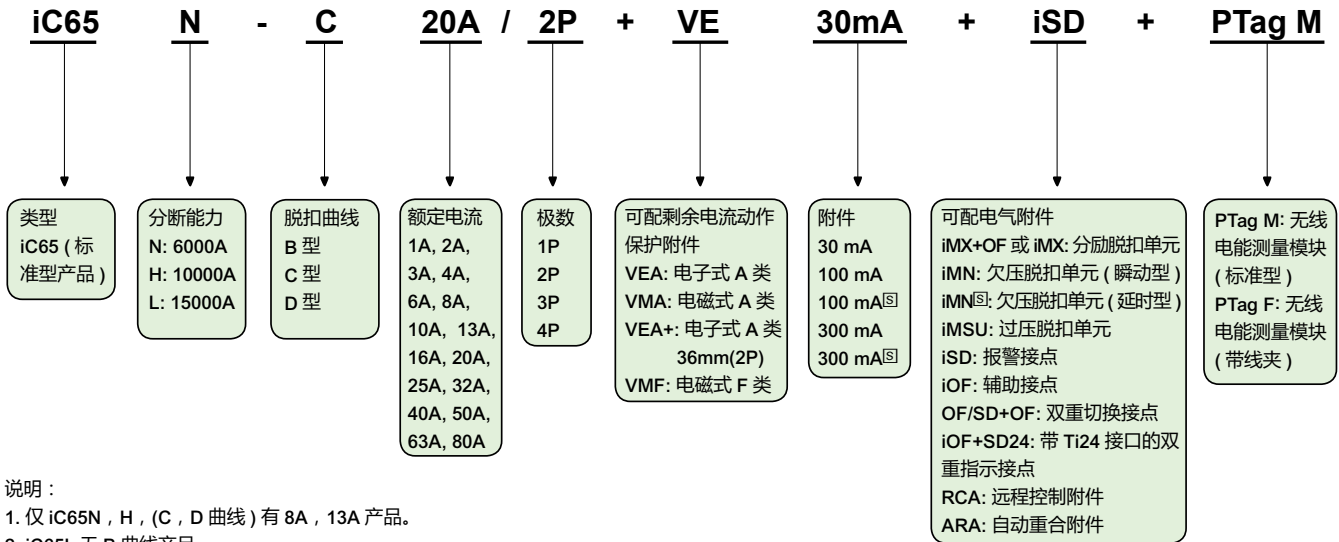 iC65 N - C 20A / 2P + VE 30mA + iSD + PTag M
类型
iC65 ( 标
准型产品 )
分断能力
N: 6000A
H: 10000A
L: 15000A
脱扣曲线
B 型
C 型
D 型
额定电流
1A, 2A,
3A, 4A,
6A, 8A,
10A, 13A,
16A, 20A,
25A, 32A,
40A, 50A,
63A, 80A
极数
1P
2P
3P
4P
可配剩余电流动作
保护附件
VEA: 电子式 A 类
VMA: 电磁式 A 类
VEA+: 电子式 A 类
36mm(2P)
VMF: 电磁式 F 类
附件
30 mA
100 mA
100 mA🅂
300 mA
300 mA🅂
可配电气附件
iMX+OF 或 iMX: 分励脱扣单元
iMN: 欠压脱扣单元 ( 瞬动型 )
iMN🅂: 欠压脱扣单元 ( 延时型 )
iMSU: 过压脱扣单元
iSD: 报警接点
iOF: 辅助接点
OF/SD+OF: 双重切换接点
iOF+SD24: 带 Ti24 接口的双
重指示接点
RCA: 远程控制附件
ARA: 自动重合附件
PTag M: 无线
电能测量模块
( 标准型 )
PTag F: 无线
电能测量模块
( 带线夹 )
说明：
1. 仅 iC65N，H，(C，D 曲线 ) 有 8A，13A 产品。